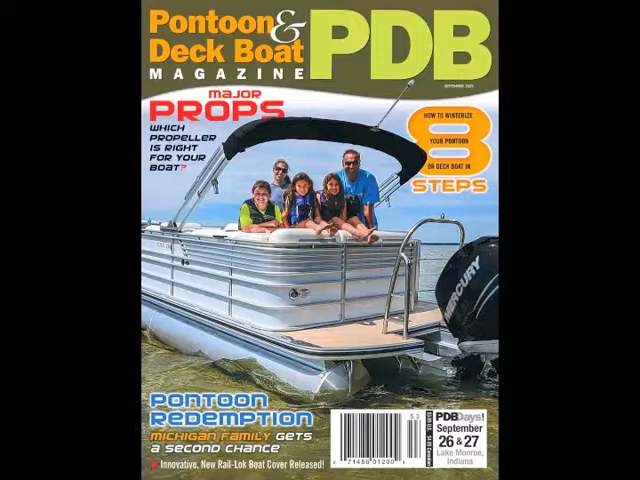 Pontoon &
Deck Boat
MAGAZINE
PDB
MAJOR
PROPS
WHICH
PROPELLER
IS RIGHT
FOR YOUR
BOAT?
HOW TO WINTERIZE
YOUR PONTOON
OR DECK BOAT IN
8
STEPS
MERCURY
PONTOON
REDEMPTION
MICHIGAN FAMILY GETS
A SECOND CHANCE
Innovative, New Rail-Lok Boat Cover Released!
53
PDBDays!
September
26 & 27
Lake Monroe,
Indiana